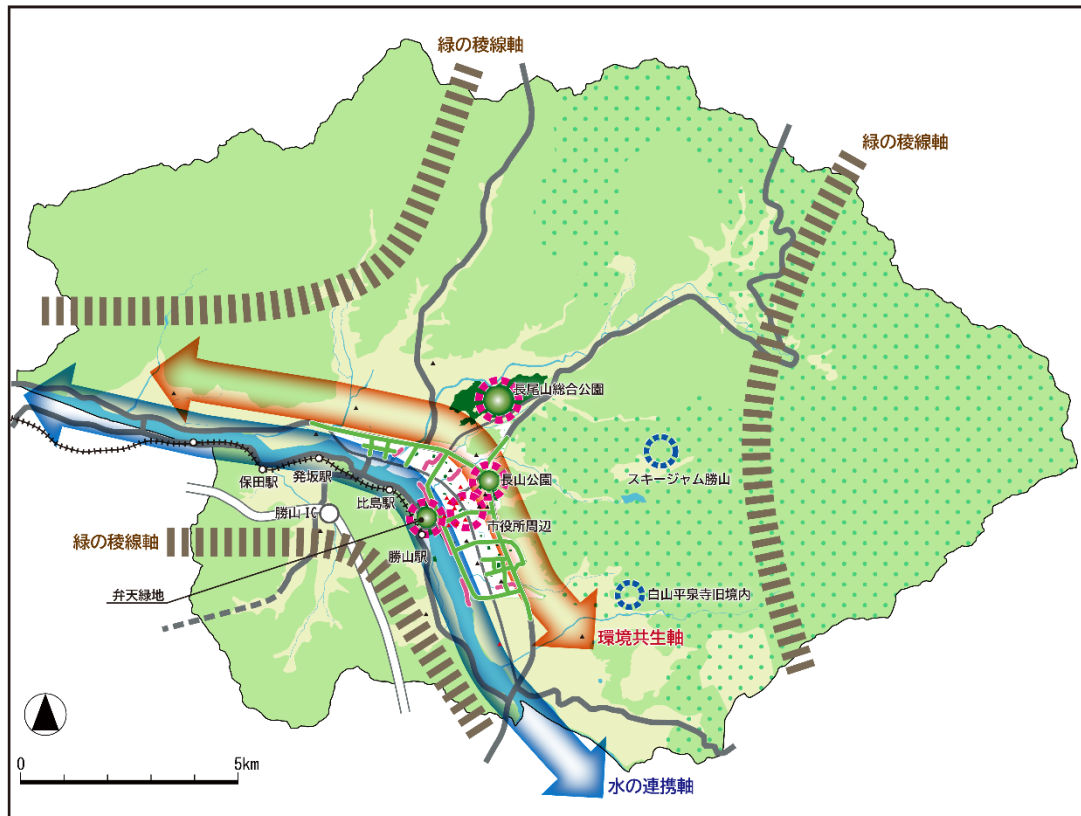 緑の稜線軸
緑の稜線軸
長尾山総合公園
スキージャム勝山
長山公園
保田駅
発坂駅
比島駅
勝山IC
市役所周辺
緑の稜線軸
勝山駅
弁天緑地
白山平泉寺旧境内
環境共生軸
水の連携軸
0
5km